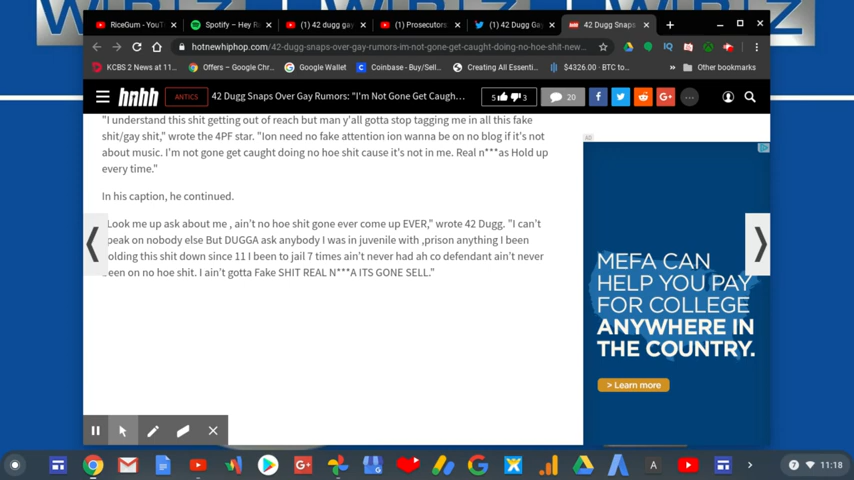 RiceGum - YouT
Spotify – Hey R
(1) 42 dugg gay
(1) Prosecutors
(1) 42 Dugg Ga
42 Dugg Snaps
hotnewhiphop.com/42-dugg-snaps-over-gay-rumors-im-not-gone-get-caught-doing-no-hoe-shit-new...
KCBS 2 News at 11...
Offers – Google Chr...
Google Wallet
Coinbase - Buy/Sell...
Creating All Essenti...
$4326.00 - BTC to...
»
Other bookmarks
hnhh
ANTICS
42 Dugg Snaps Over Gay Rumors: "I'm Not Gone Get Caugh...
5
3
20
"I understand this shit getting out of reach but man y'all gotta stop tagging me in all this fake
shit/gay shit," wrote the 4PF star. "Ion need no fake attention ion wanna be on no blog if it's not
about music. I'm not gone get caught doing no hoe shit cause it's not in me. Real n***as Hold up
every time."
In his caption, he continued.
Look me up ask about me , ain't no hoe shit gone ever come up EVER," wrote 42 Dugg. "I can't
peak on nobody else But DUGGA ask anybody I was in juvenile with ,prison anything I been
olding this shit down since 11 I been to jail 7 times ain't never had ah co defendant ain't never
een on no hoe shit. I ain't gotta Fake SHIT REAL N***A ITS GONE SELL."
AD
MEFA CAN
HELP YOU PAY
FOR COLLEGE
ANYWHERE IN
THE COUNTRY.
> Learn more
11:18